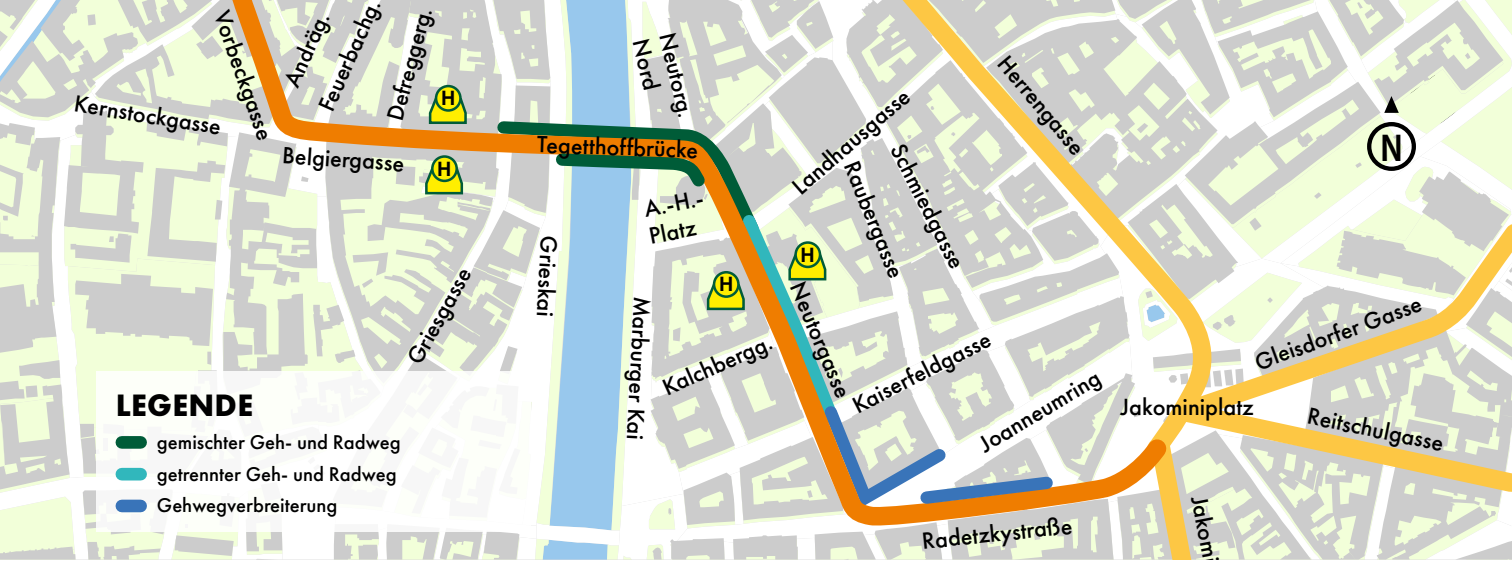 Vorbeckgasse
Andräg.
Feuerbachg.
Defreggerg.
Kernstockgasse
Belgiergasse
H
H
Tegetthoffbrücke
Neutorg.
Nord
A.-H.-
Platz
Landhausgasse
Raubergasse
Schmiedgasse
Herrengasse
N
Griesgasse
Grieskai
Marburger Kai
H
H
Neutorgasse
Kalchbergg.
Kaiserfeldgasse
Joanneumring
Jakominiplatz
Gleisdorfer Gasse
Reitschulgasse
Radetzkystraße
Jakomi
LEGENDE
gemischter Geh- und Radweg
getrennter Geh- und Radweg
Gehwegverbreiterung